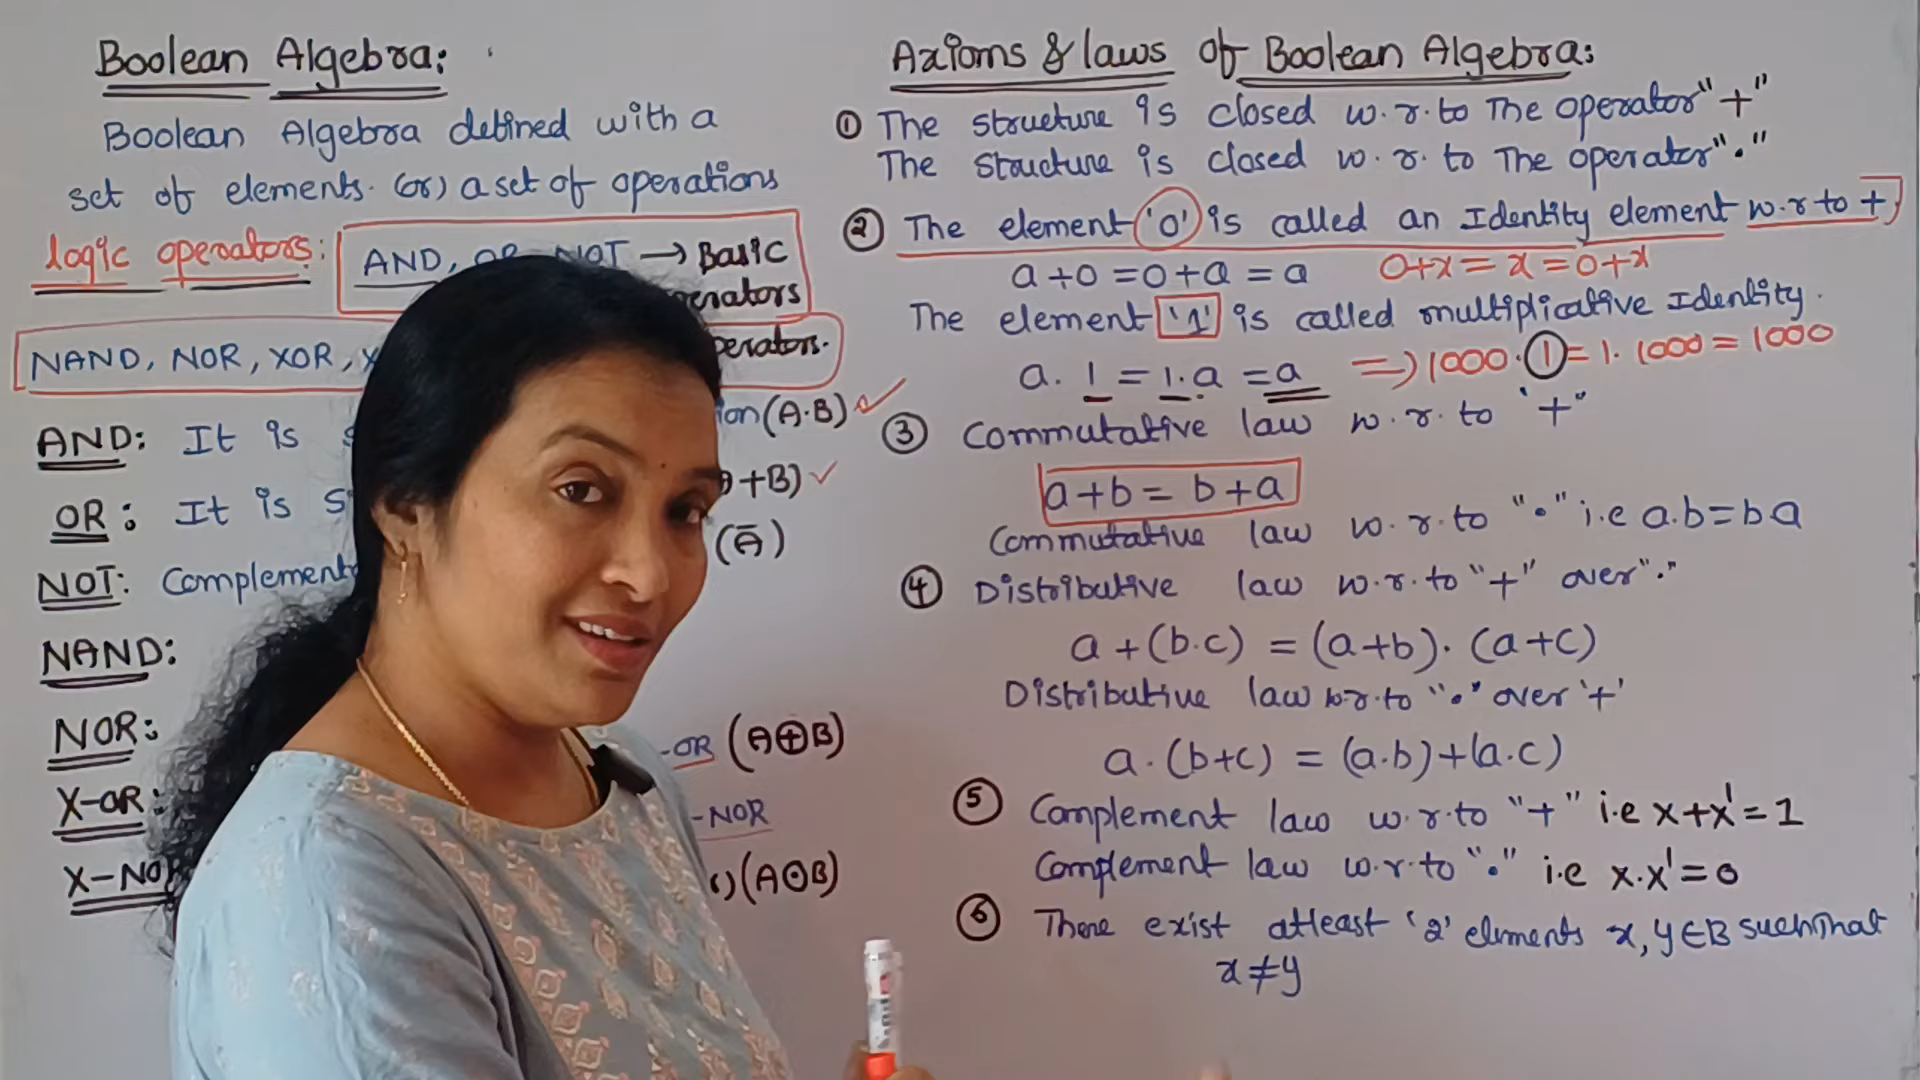 Boolean Algebra:
Boolean Algebra defined with a
set of elements. (or) a set of operations
logic operators:
AND, OR, NOT → Basic
operators
NAND, NOR, XOR,
operators.
AND: It is
(A·B) ✓
OR: It is
+B) ✓
NOT: Complement
(Ā)
NAND:
NOR:
-OR (A⊕B)
X-OR:
-NOR
X-NOR
(A⊙B)
Axioms & laws of Boolean Algebra:
① The structure is closed w.r.to The operator "+"
The structure is closed w.r.to The operator "."
② The element '0' is called an Identity element w.r to +,
a+0 = 0+a = a 0+x = x = 0+x
The element '1' is called multiplicative Identity.
a. 1 = 1.a = a => 1000.1 = 1.1000 = 1000
③ Commutative law w.r.to '+"
a+b = b+a
Commutative law w.r.to "." i.e a.b=ba
④ Distributive law w.r.to "+" over "."
a+(b.c) = (a+b). (a+c)
Distributive law w.r.to "." over '+'
a.(b+c) = (a.b)+(a.c)
⑤ Complement law w.r.to "+" i.e x+x' = 1
Complement law w.r.to "." i.e x.x'=0
⑥ There exist atleast '2' elements x,y∈B such That
x≠y